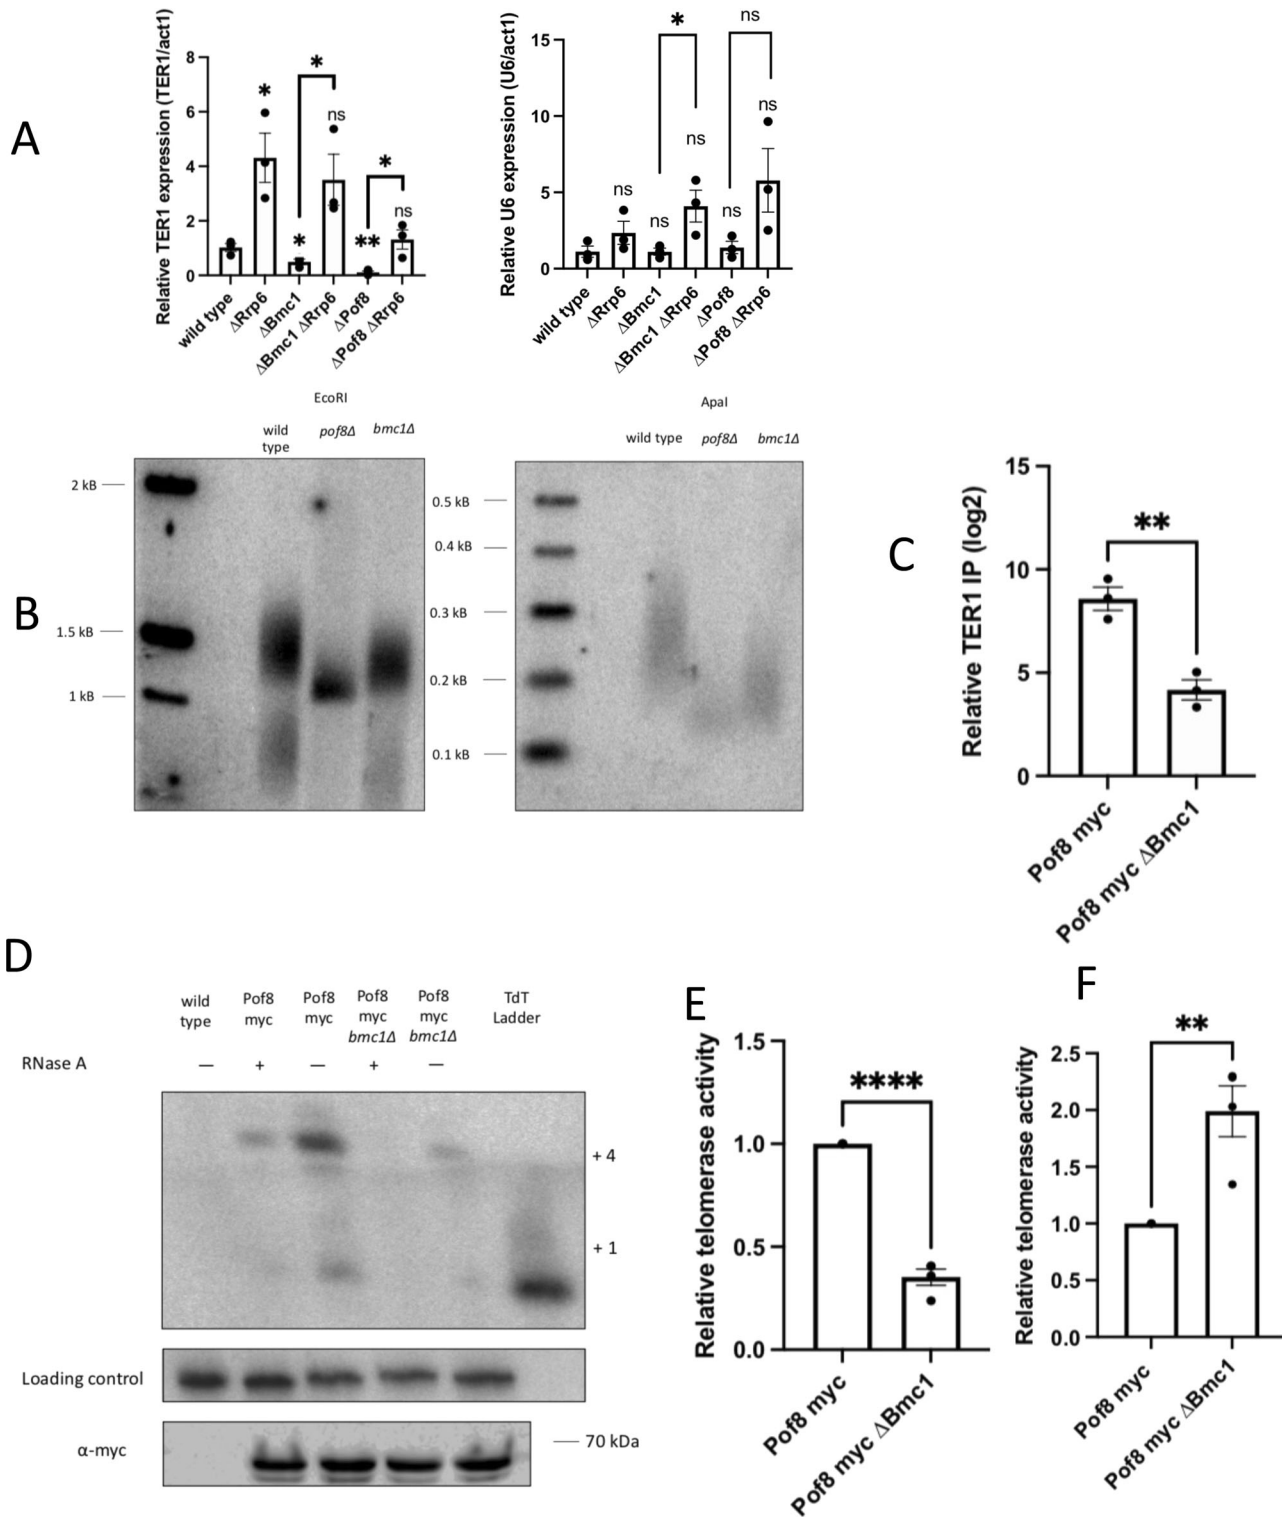 A
Relative TER1 expression (TER1/act1)
8
6
4
2
0
*
*
*
ns
**
*
ns
wild type
ΔRrp6
ΔBmc1
ΔBmc1 ΔRrp6
ΔPof8
ΔPof8 ΔRrp6
Relative U6 expression (U6/act1)
15
10
5
0
ns
ns
*
ns
ns
ns
ns
wild type
ΔRrp6
ΔBmc1
ΔBmc1 ΔRrp6
ΔPof8
ΔPof8 ΔRrp6
B
EcoRI
wild
type
pof8Δ
bmc1Δ
2 kB
1.5 kB
1 kB
ApaI
wild type
pof8Δ
bmc1Δ
0.5 kB
0.4 kB
0.3 kB
0.2 kB
0.1 kB
C
Relative TER1 IP (log2)
15
10
5
0
**
Pof8 myc
Pof8 myc ΔBmc1
D
wild
type
Pof8
myc
Pof8
myc
Pof8
myc
bmc1Δ
Pof8
myc
bmc1Δ
TdT
Ladder
RNase A
—
+
—
+
—
+ 4
+ 1
Loading control
α-myc
70 kDa
E
Relative telomerase activity
1.5
1.0
0.5
0.0
****
Pof8 myc
Pof8 myc ΔBmc1
F
Relative telomerase activity
2.5
2.0
1.5
1.0
0.5
0.0
**
Pof8 myc
Pof8 myc ΔBmc1